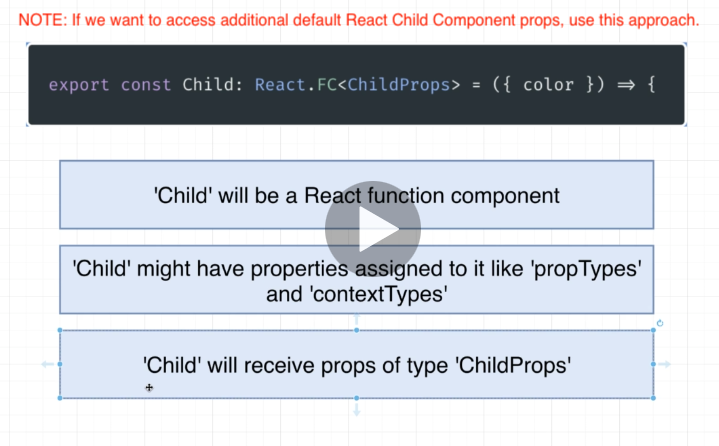 NOTE: If we want to access additional default React Child Component props, use this approach.
export const Child: React.FC<ChildProps> = ({ color }) => {
'Child' will be a React function component
'Child' might have properties assigned to it like 'propTypes'
and 'contextTypes'
'Child' will receive props of type 'ChildProps'